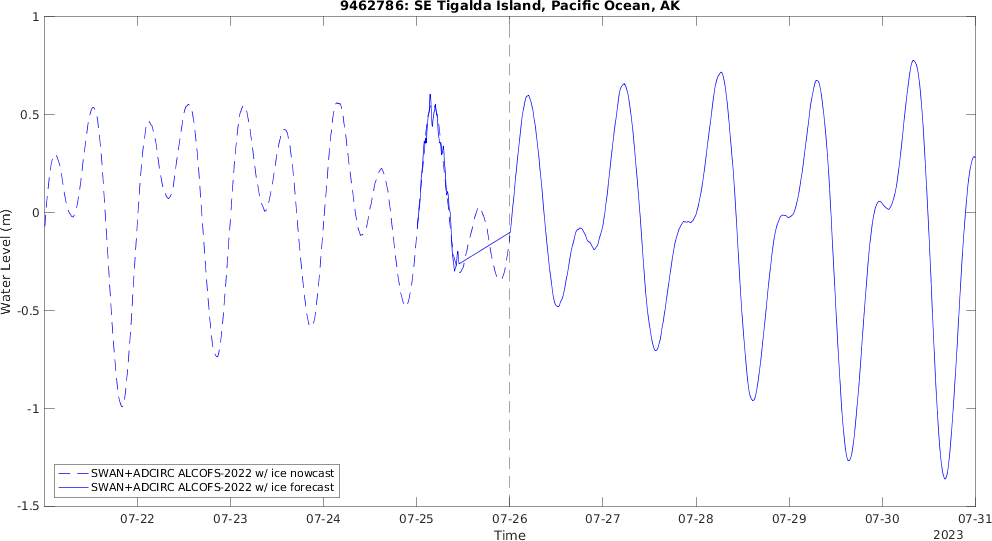 9462786: SE Tigalda Island, Pacific Ocean, AK
Water Level (m)
1
0.5
0
-0.5
-1
-1.5
SWAN+ADCIRC ALCOFS-2022 w/ ice nowcast
SWAN+ADCIRC ALCOFS-2022 w/ ice forecast
07-22 07-23 07-24 07-25 07-26 07-27 07-28 07-29 07-30 07-31
Time
2023